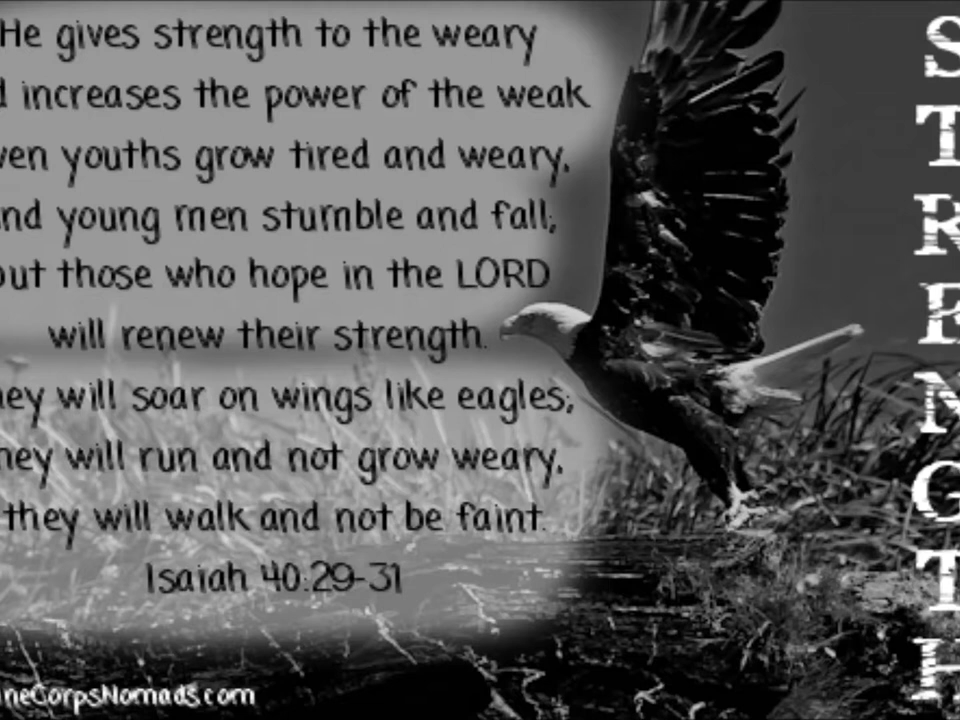 He gives strength to the weary
increases the power of the weak
youths grow tired and weary,
young men stumble and fall;
those who hope in the LORD
will renew their strength.
will soar on wings like eagles;
will run and not grow weary,
they will walk and not be faint.
Isaiah 40:29-31
neCorpsNomads.com
STRENGTH